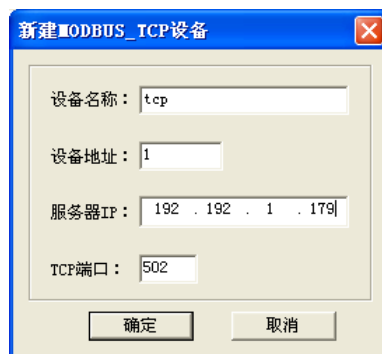 新建MODBUS_TCP设备
设备名称： tcp
设备地址： 1
服务器IP： 192 . 192 . 1 . 179
TCP端口： 502
确定 取消